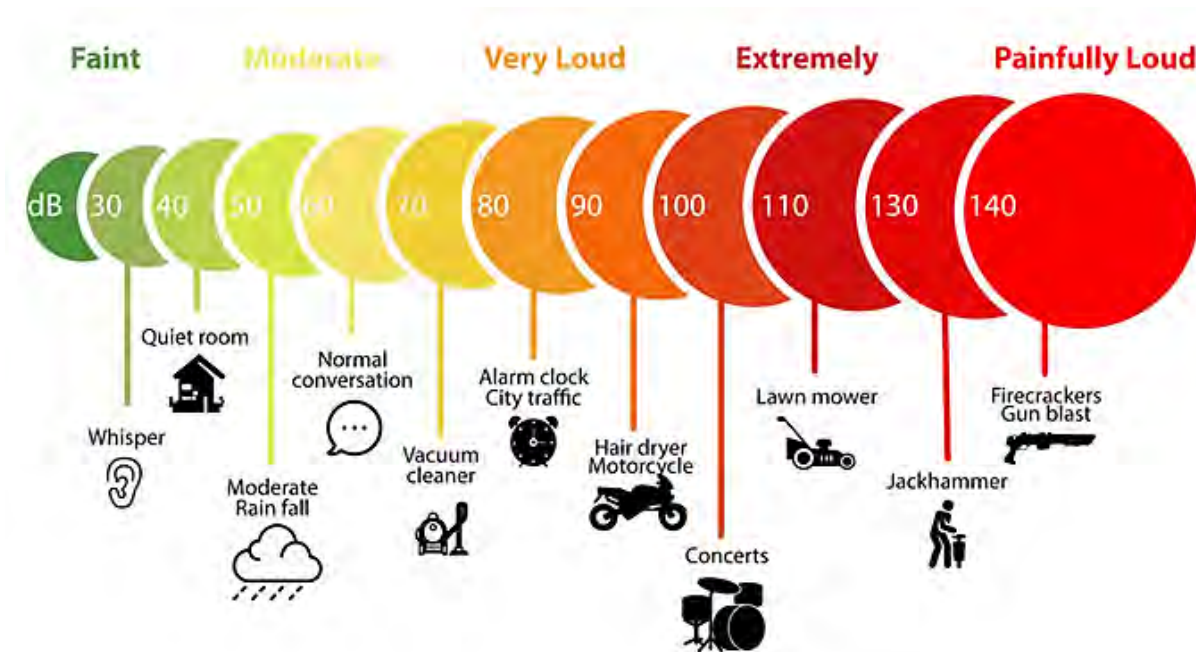 Faint Moderate Very Loud Extremely Painfully Loud
dB 30 40 50 60 70 80 90 100 110 130 140
Quiet room
Whisper
Moderate
Rain fall
Normal
conversation
Vacuum
cleaner
Alarm clock
City traffic
Hair dryer
Motorcycle
Concerts
Lawn mower
Jackhammer
Firecrackers
Gun blast